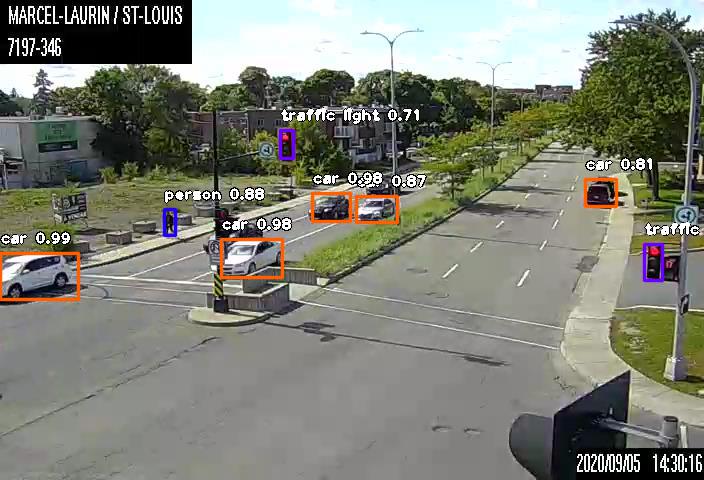 MARCEL-LAURIN / ST-LOUIS
7197-346
traffic light 0.71
car 0.98
0.87
car 0.81
person 0.88
car 0.98
traffic
car 0.99
2020/09/05 14:30:16